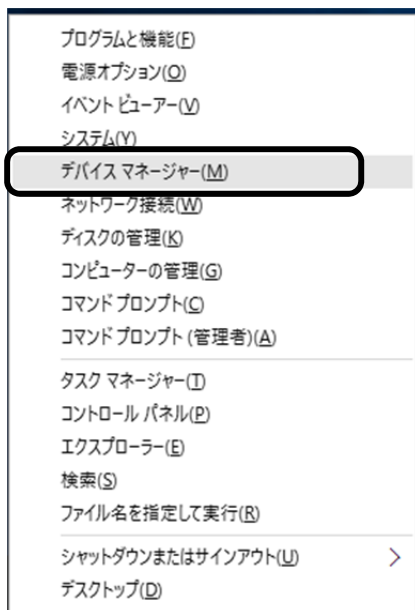 プログラムと機能(F)
電源オプション(O)
イベント ビューアー(V)
システム(Y)
デバイス マネージャー(M)
ネットワーク接続(W)
ディスクの管理(K)
コンピューターの管理(G)
コマンド プロンプト(C)
コマンド プロンプト (管理者)(A)
タスク マネージャー(T)
コントロール パネル(P)
エクスプローラー(E)
検索(S)
ファイル名を指定して実行(R)
シャットダウンまたはサインアウト(U)
デスクトップ(D)